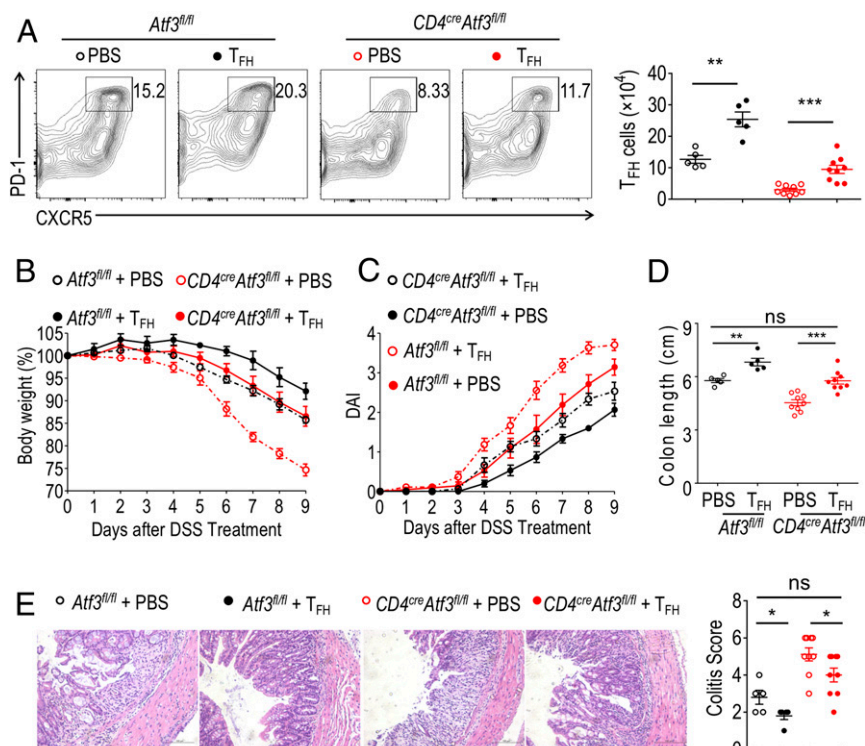 A
Atf3fl/fl
CD4creAtf3fl/fl
PBS
TFH
PBS
TFH
15.2
20.3
8.33
11.7
PD-1
CXCR5
TFH cells (×10⁴)
40
30
20
10
0
**
***
B
Atf3fl/fl + PBS
CD4creAtf3fl/fl + PBS
Atf3fl/fl + TFH
CD4creAtf3fl/fl + TFH
Body weight (%)
105
100
95
90
85
80
75
70
0 1 2 3 4 5 6 7 8 9
Days after DSS Treatment
C
CD4creAtf3fl/fl + TFH
CD4creAtf3fl/fl + PBS
Atf3fl/fl + TFH
Atf3fl/fl + PBS
DAI
4
3
2
1
0
0 1 2 3 4 5 6 7 8 9
Days after DSS Treatment
D
ns
**
***
Colon length (cm)
9
6
3
0
PBS TFH PBS TFH
Atf3fl/fl
CD4creAtf3fl/fl
E
Atf3fl/fl + PBS
Atf3fl/fl + TFH
CD4creAtf3fl/fl + PBS
CD4creAtf3fl/fl + TFH
ns
*
*
Colitis Score
8
6
4
2